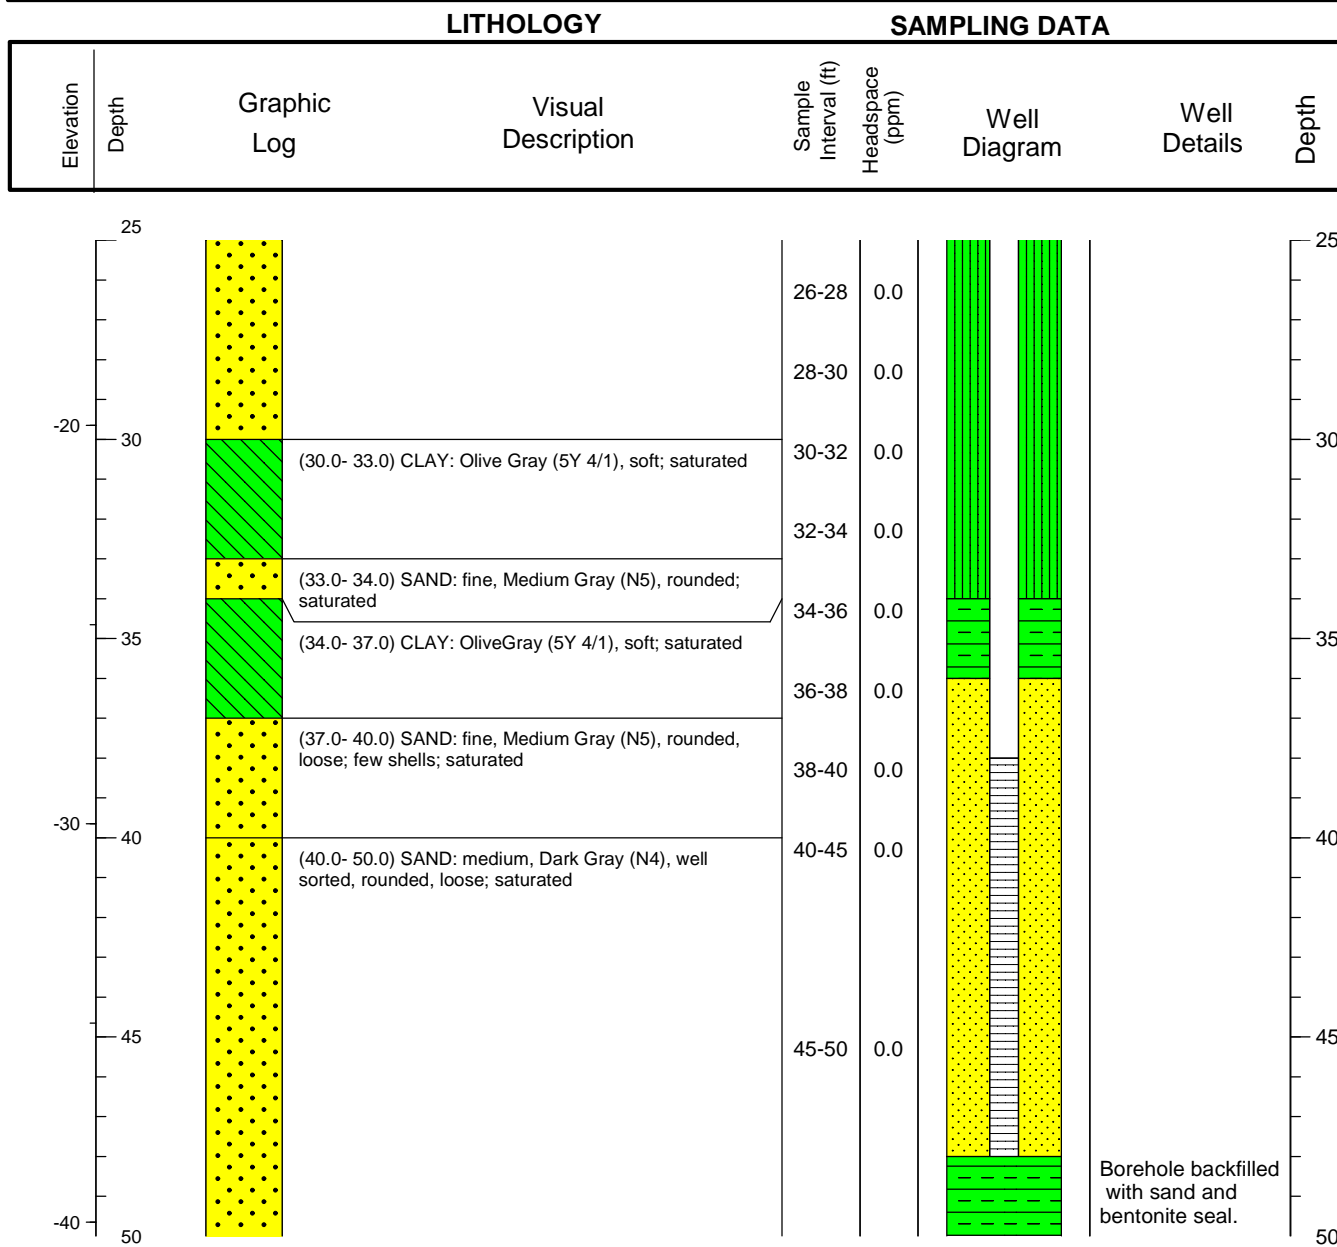 LITHOLOGY SAMPLING DATA
Elevation
Depth
Graphic
Log
Visual
Description
Sample
Interval (ft)
Headspace
(ppm)
Well
Diagram
Well
Details
Depth
25 25
26-28 0.0
28-30 0.0
-20 30 30
(30.0- 33.0) CLAY: Olive Gray (5Y 4/1), soft; saturated
30-32 0.0
32-34 0.0
(33.0- 34.0) SAND: fine, Medium Gray (N5), rounded;
saturated
34-36 0.0
35 35
(34.0- 37.0) CLAY: OliveGray (5Y 4/1), soft; saturated
36-38 0.0
(37.0- 40.0) SAND: fine, Medium Gray (N5), rounded,
loose; few shells; saturated
38-40 0.0
-30 40 40
(40.0- 50.0) SAND: medium, Dark Gray (N4), well
sorted, rounded, loose; saturated
40-45 0.0
45 45
45-50 0.0
Borehole backfilled
with sand and
bentonite seal.
-40 50 50